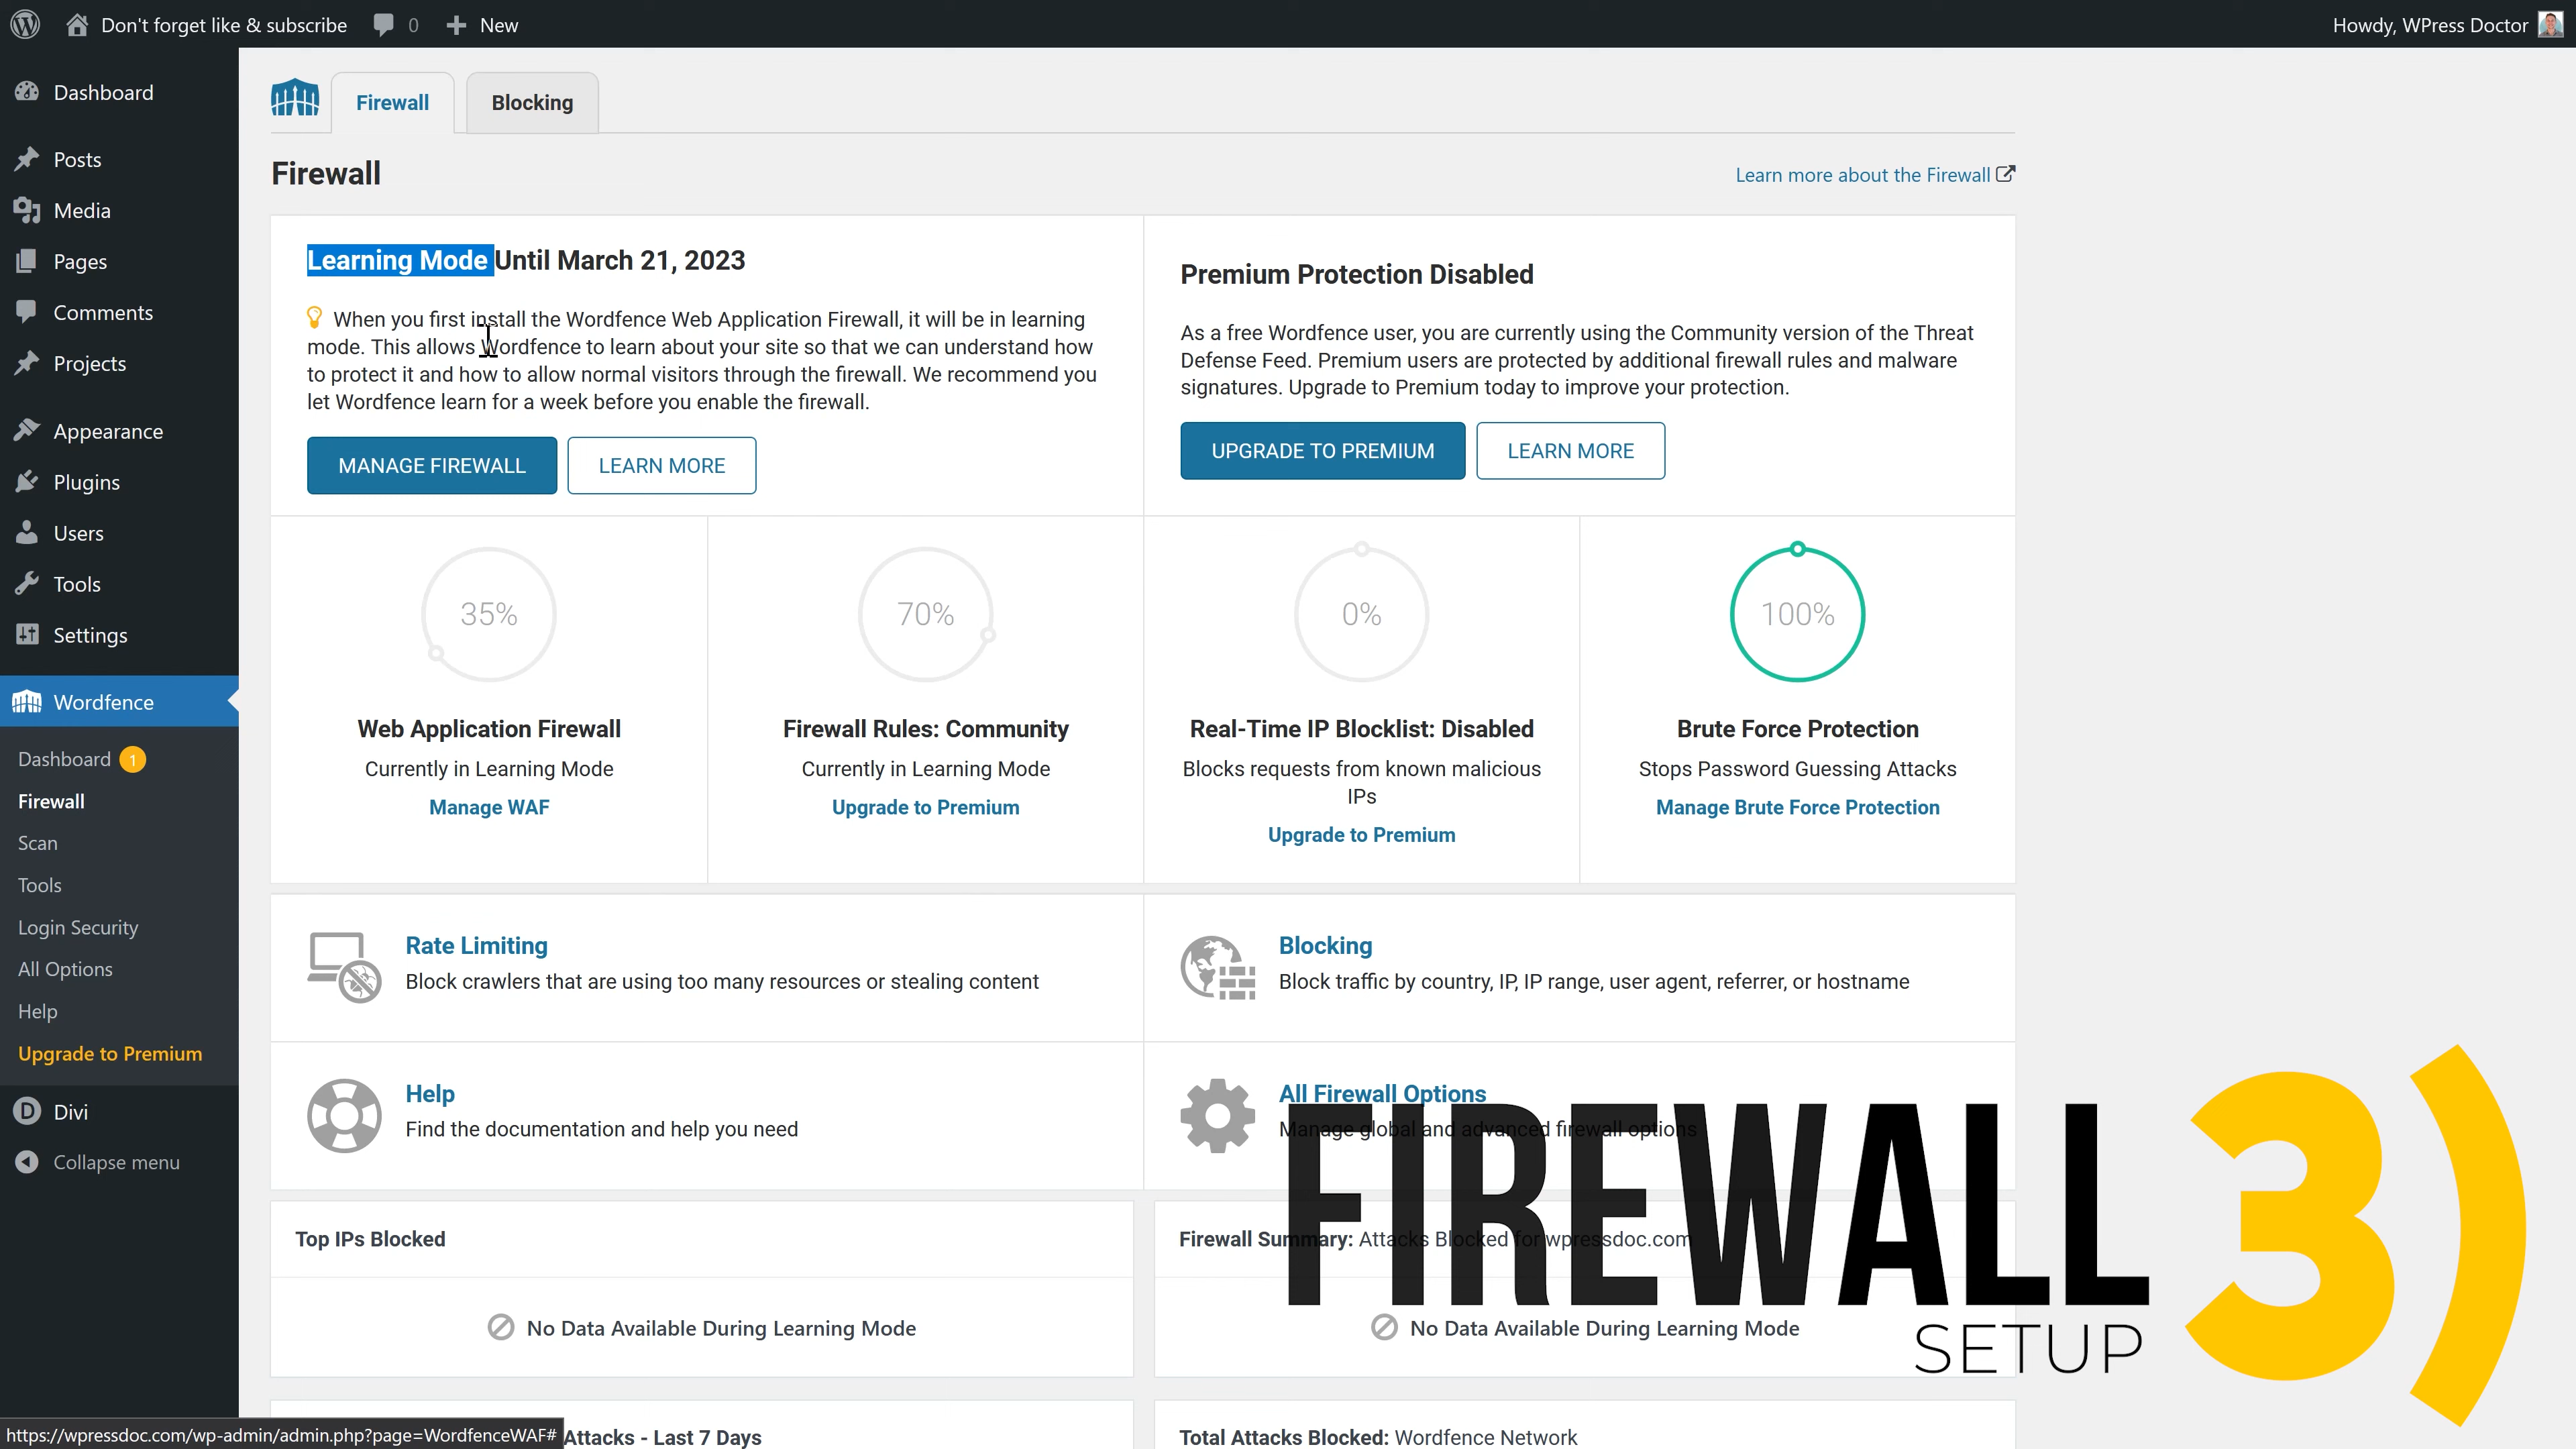 Don't forget like & subscribe
0
New
Howdy, WPress Doctor
Dashboard
Posts
Media
Pages
Comments
Projects
Appearance
Plugins
Users
Tools
Settings
Wordfence
Dashboard 1
Firewall
Scan
Tools
Login Security
All Options
Help
Upgrade to Premium
Divi
Collapse menu
Firewall
Blocking
Firewall
Learn more about the Firewall
Learning Mode Until March 21, 2023
When you first install the Wordfence Web Application Firewall, it will be in learning
mode. This allows Wordfence to learn about your site so that we can understand how
to protect it and how to allow normal visitors through the firewall. We recommend you
let Wordfence learn for a week before you enable the firewall.
MANAGE FIREWALL
LEARN MORE
Premium Protection Disabled
As a free Wordfence user, you are currently using the Community version of the Threat
Defense Feed. Premium users are protected by additional firewall rules and malware
signatures. Upgrade to Premium today to improve your protection.
UPGRADE TO PREMIUM
LEARN MORE
35%
Web Application Firewall
Currently in Learning Mode
Manage WAF
70%
Firewall Rules: Community
Currently in Learning Mode
Upgrade to Premium
0%
Real-Time IP Blocklist: Disabled
Blocks requests from known malicious
IPs
Upgrade to Premium
100%
Brute Force Protection
Stops Password Guessing Attacks
Manage Brute Force Protection
Rate Limiting
Block crawlers that are using too many resources or stealing content
Blocking
Block traffic by country, IP, IP range, user agent, referrer, or hostname
Help
Find the documentation and help you need
All Firewall Options
Manage global and advanced firewall options
Top IPs Blocked
No Data Available During Learning Mode
Firewall Summary: Attacks Blocked for wpressdoc.com
No Data Available During Learning Mode
FIREWALL
SETUP
3)
Attacks - Last 7 Days
Total Attacks Blocked: Wordfence Network
https://wpressdoc.com/wp-admin/admin.php?page=WordfenceWAF#